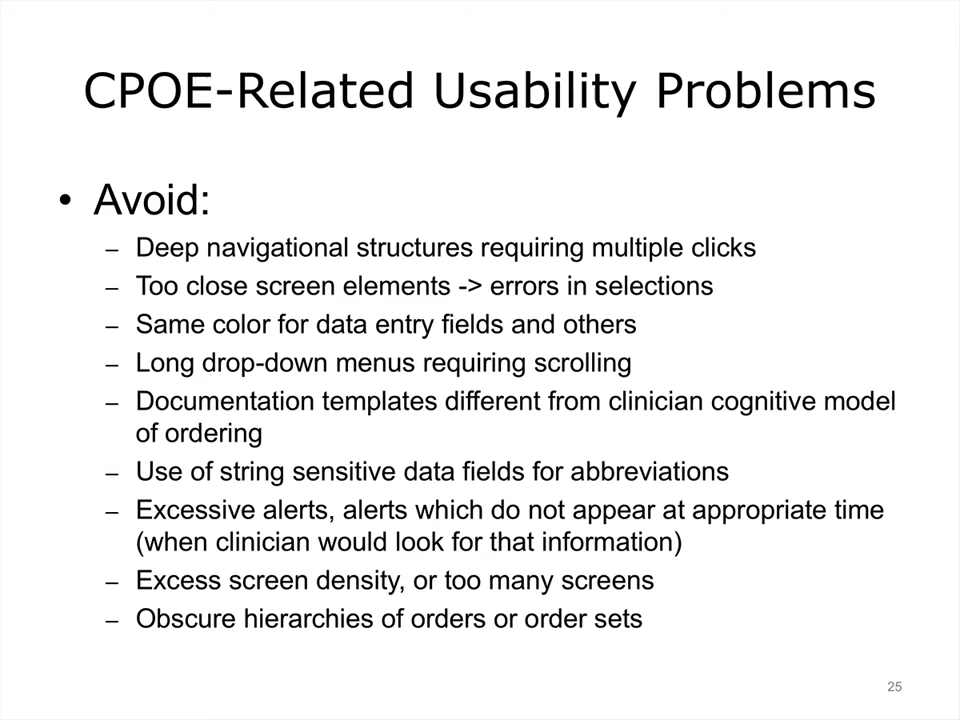 CPOE-Related Usability Problems
• Avoid:
– Deep navigational structures requiring multiple clicks
– Too close screen elements -> errors in selections
– Same color for data entry fields and others
– Long drop-down menus requiring scrolling
– Documentation templates different from clinician cognitive model
of ordering
– Use of string sensitive data fields for abbreviations
– Excessive alerts, alerts which do not appear at appropriate time
(when clinician would look for that information)
– Excess screen density, or too many screens
– Obscure hierarchies of orders or order sets
25